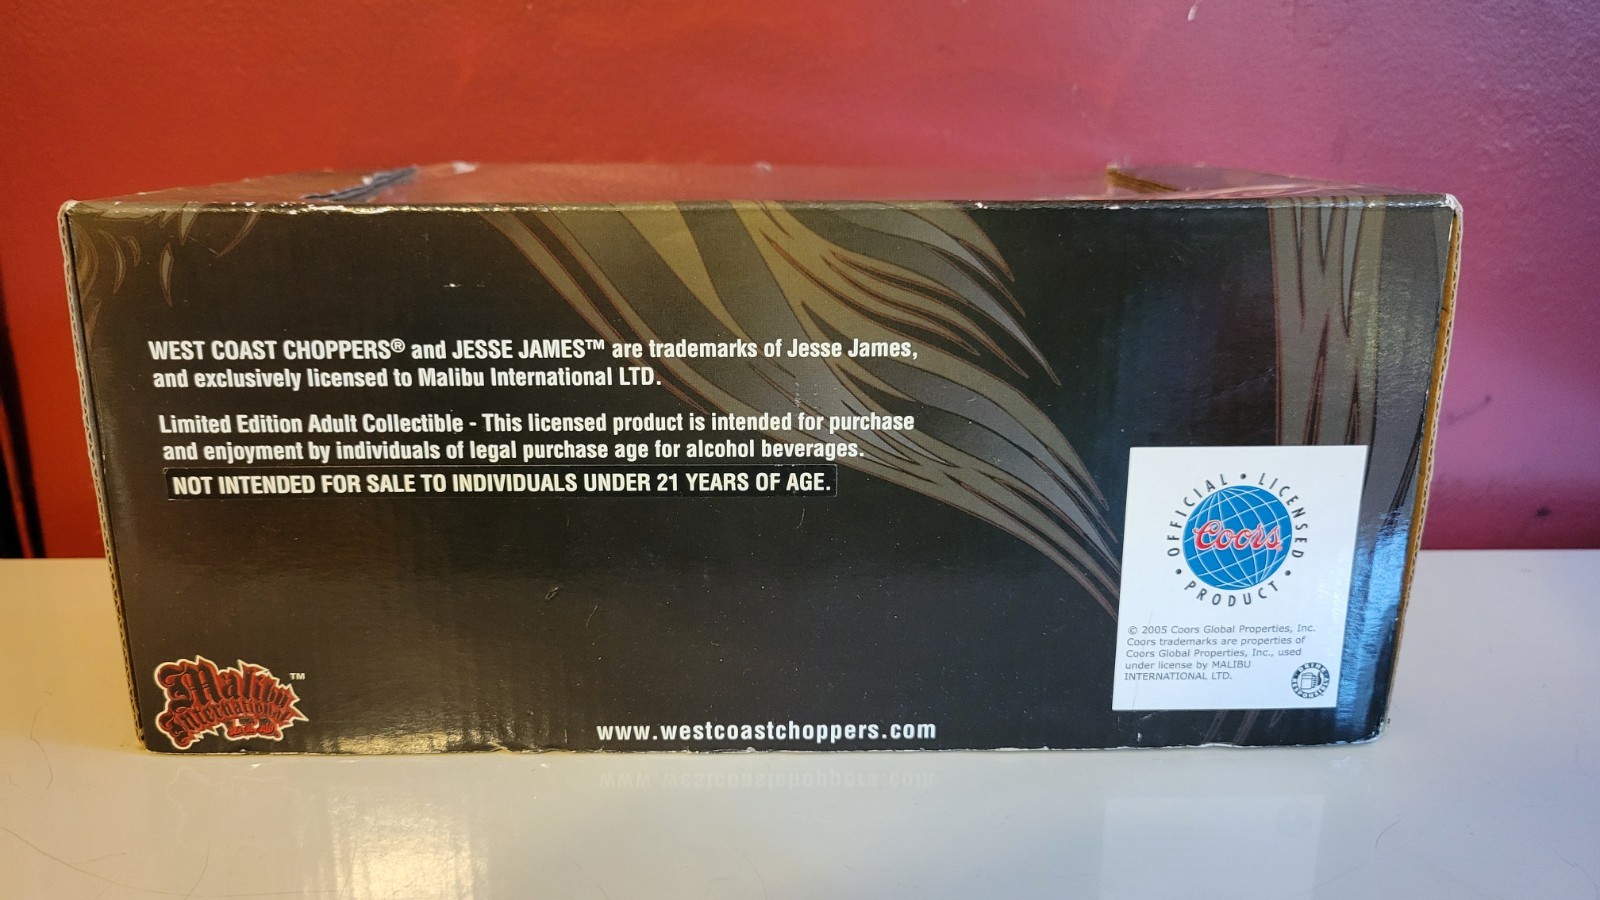 WEST COAST CHOPPERS® and JESSE JAMES™ are trademarks of Jesse James,
and exclusively licensed to Malibu International LTD.
Limited Edition Adult Collectible - This licensed product is intended for purchase
and enjoyment by individuals of legal purchase age for alcohol beverages.
NOT INTENDED FOR SALE TO INDIVIDUALS UNDER 21 YEARS OF AGE.
OFFICIAL • LICENSED • PRODUCT •
Coors
© 2005 Coors Global Properties, Inc.
Coors trademarks are properties of
Coors Global Properties, Inc., used
under license by MALIBU
INTERNATIONAL LTD.
DRINK RESPONSIBLY
Malibu ™
International
LTD
www.westcoastchoppers.com